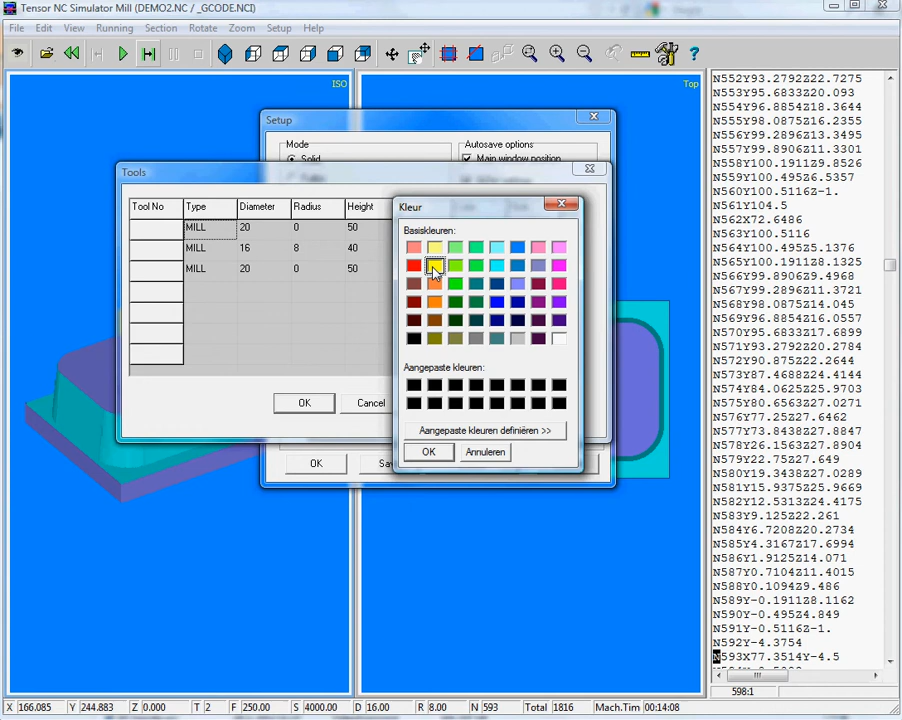 Tensor NC Simulator Mill (DEMO2.NC / _GCODE.NCI)
File Edit View Running Section Rotate Zoom Setup Help
ISO
Top
Setup
Mode
Solid
Autosave options
Main window position
Tools
Tool No Type Diameter Radius Height
MILL 20 0 50
MILL 16 8 40
MILL 20 0 50
OK Cancel
OK
Kleur
Basiskleuren:
Aangepaste kleuren:
Aangepaste kleuren definiëren >>
OK Annuleren
N552Y93.2792Z22.7275
N553Y95.6833Z20.093
N554Y96.8854Z18.3644
N555Y98.0875Z16.2355
N556Y99.2896Z13.3495
N557Y99.8907Z11.3301
N558Y100.1911Z9.8526
N559Y100.495Z6.5357
N560Y100.5116Z-1.
N561Y104.5
N562X72.6486
N563Y100.5116
N564Y100.495Z5.1376
N565Y100.1911Z8.1325
N566Y99.8906Z9.4968
N567Y99.2896Z11.3721
N568Y98.0875Z14.045
N569Y96.8854Z16.0557
N570Y95.6833Z17.6899
N571Y93.2792Z20.2784
N572Y90.875Z22.2644
N573Y87.4688Z24.4144
N574Y84.0625Z25.9703
N575Y80.6563Z27.0271
N576Y77.25Z27.6462
N577Y73.8438Z27.8847
N578Y26.1563Z27.8904
N579Y22.75Z27.649
N580Y19.3438Z27.0289
N581Y15.9375Z25.9669
N582Y12.5313Z24.4175
N583Y9.125Z22.261
N584Y6.7208Z20.2734
N585Y4.3167Z17.6994
N586Y1.9125Z14.071
N587Y0.7104Z11.4015
N588Y0.1094Z9.486
N589Y-0.1911Z8.1162
N590Y-0.495Z4.849
N591Y-0.5116Z-1.
N592Y-4.3754
N593X77.3514Y-4.5
598:1
X 166.085 Y 244.883 Z 0.000 T 2 F 250.00 S 4000.00 D 16.00 R 8.00 N 593 Total 1816 Mach.Tim 00:14:08